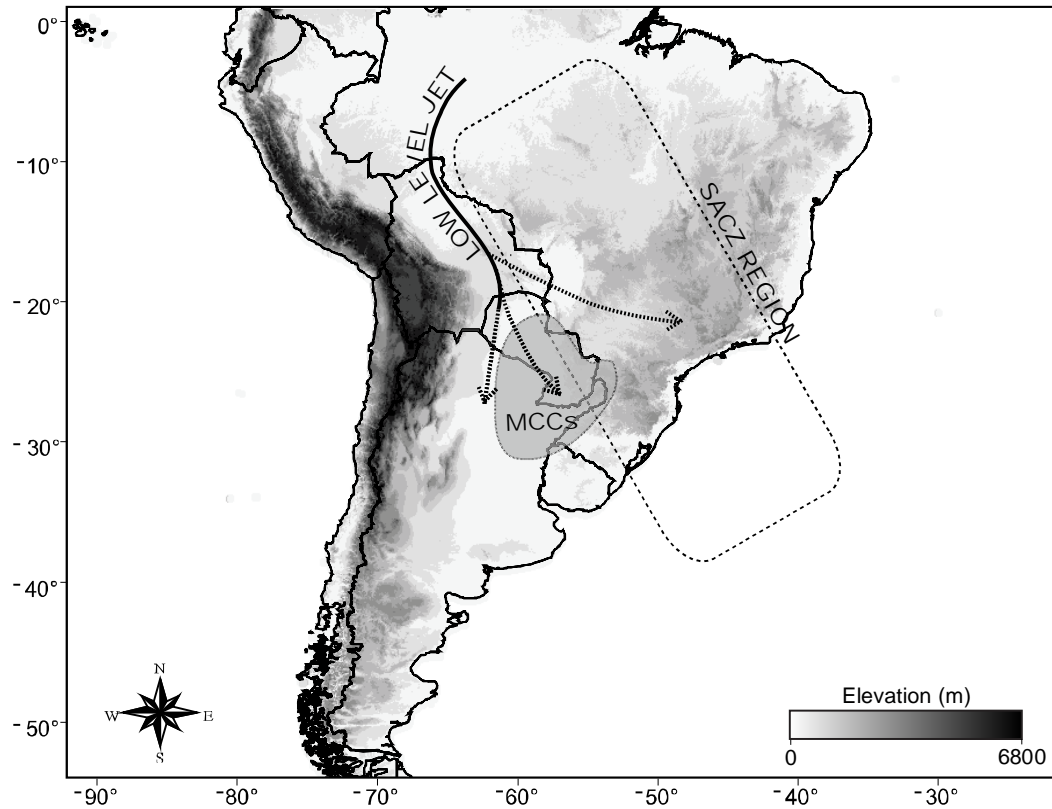 0°
-10°
-20°
-30°
-40°
-50°
LOW LEVEL JET
SACZ REGION
MCCs
N
W E
S
Elevation (m)
0 6800
-90° -80° -70° -60° -50° -40° -30°